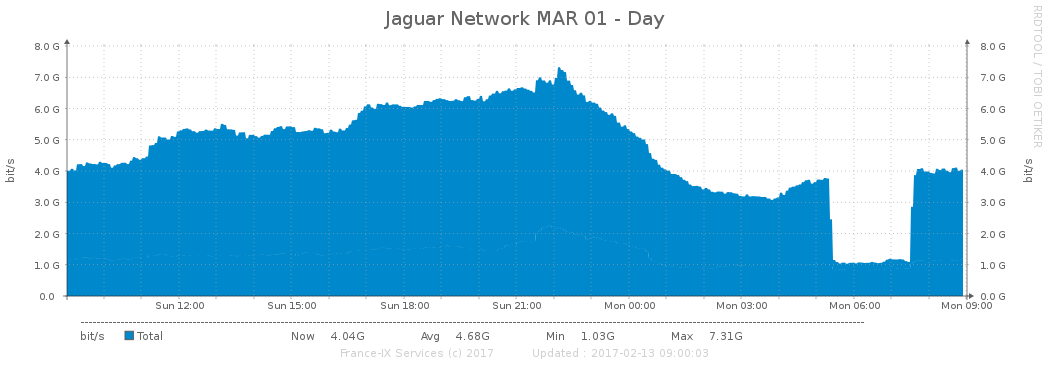 Jaguar Network MAR 01 - Day
RRDTOOL / TOBI OETIKER
bit/s
8.0 G
7.0 G
6.0 G
5.0 G
4.0 G
3.0 G
2.0 G
1.0 G
0.0
8.0 G
7.0 G
6.0 G
5.0 G
4.0 G
3.0 G
2.0 G
1.0 G
0.0 G
bit/s
Sun 12:00 Sun 15:00 Sun 18:00 Sun 21:00 Mon 00:00 Mon 03:00 Mon 06:00 Mon 09:00
bit/s Total Now 4.04G Avg 4.68G Min 1.03G Max 7.31G
France-IX Services (c) 2017 Updated : 2017-02-13 09:00:03